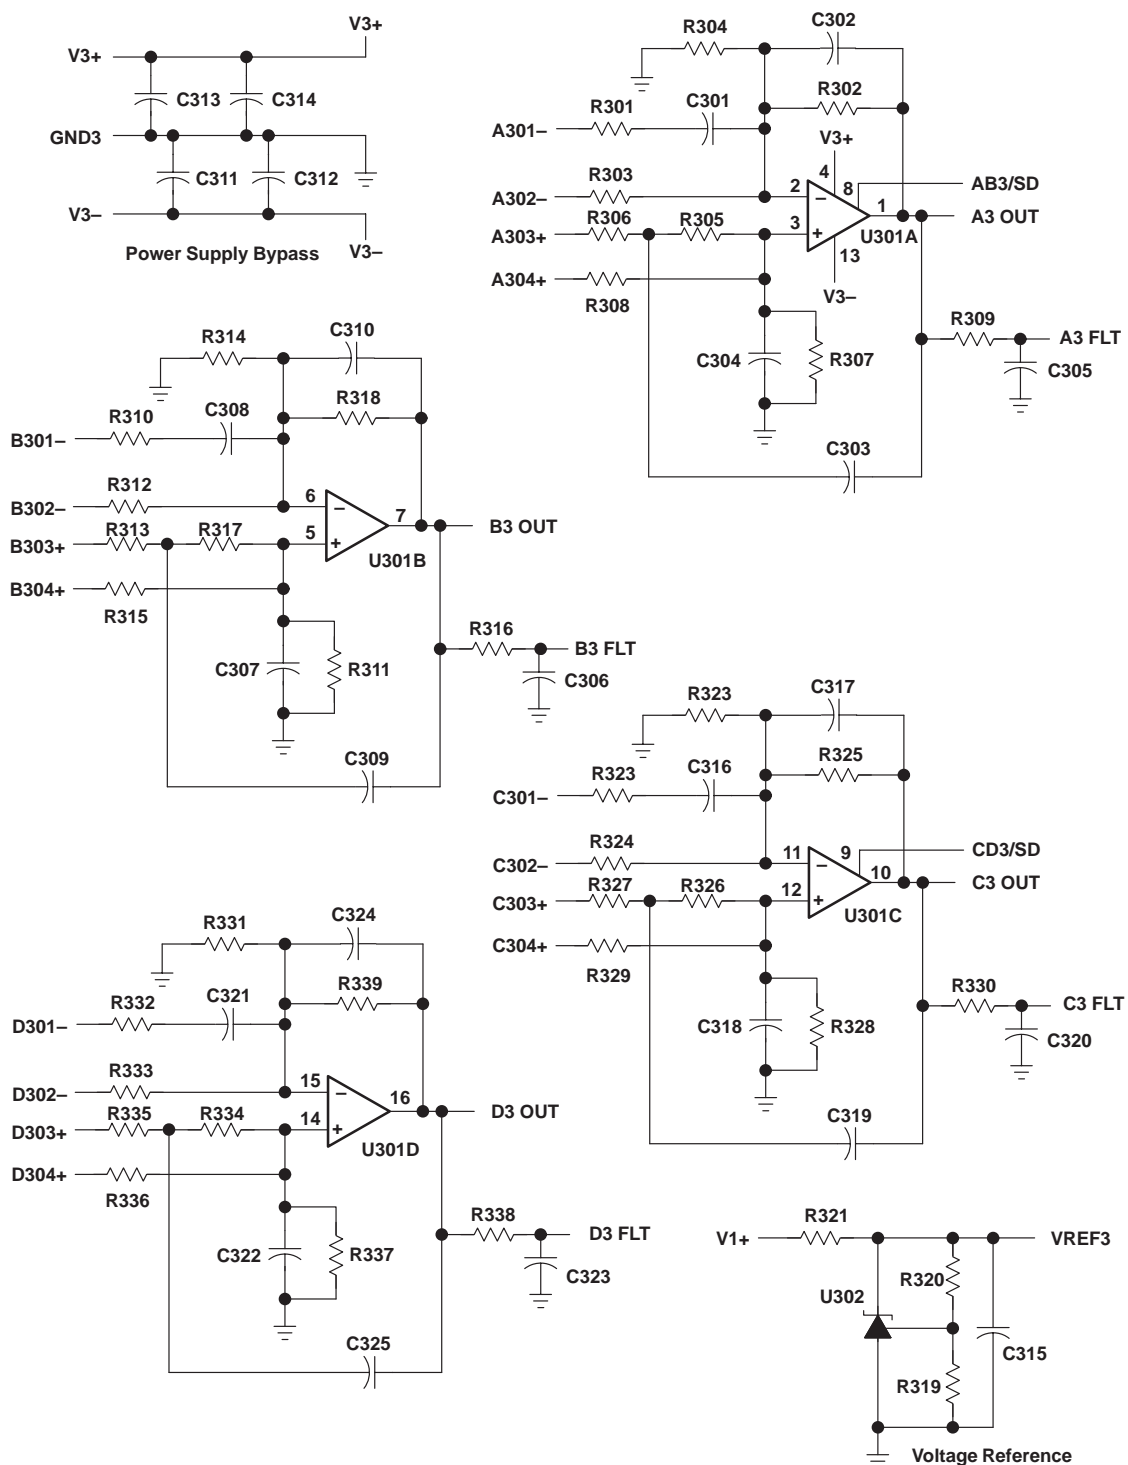 V3+
V3+
C313
C314
GND3
C311
C312
V3–
V3–
Power Supply Bypass
R304
C302
R301
C301
R302
A301–
V3+
4
8
AB3/SD
R303
A302–
2
–
1
A3 OUT
R306
R305
A303+
3
+
U301A
13
A304+
R308
V3–
C304
R307
R309
A3 FLT
C305
C303
R314
C310
R310
C308
R318
B301–
R312
B302–
6
–
7
B3 OUT
R313
R317
B303+
5
+
U301B
B304+
R315
C307
R311
R316
B3 FLT
C306
C309
R323
C317
R323
C316
R325
C301–
R324
C302–
11
–
9
CD3/SD
10
C3 OUT
R327
R326
C303+
12
+
U301C
C304+
R329
C318
R328
R330
C3 FLT
C320
C319
R331
C324
R332
C321
R339
D301–
R333
D302–
15
–
16
D3 OUT
R335
R334
D303+
14
+
U301D
D304+
R336
C322
R337
R338
D3 FLT
C323
C325
R321
V1+
VREF3
R320
U302
C315
R319
Voltage Reference